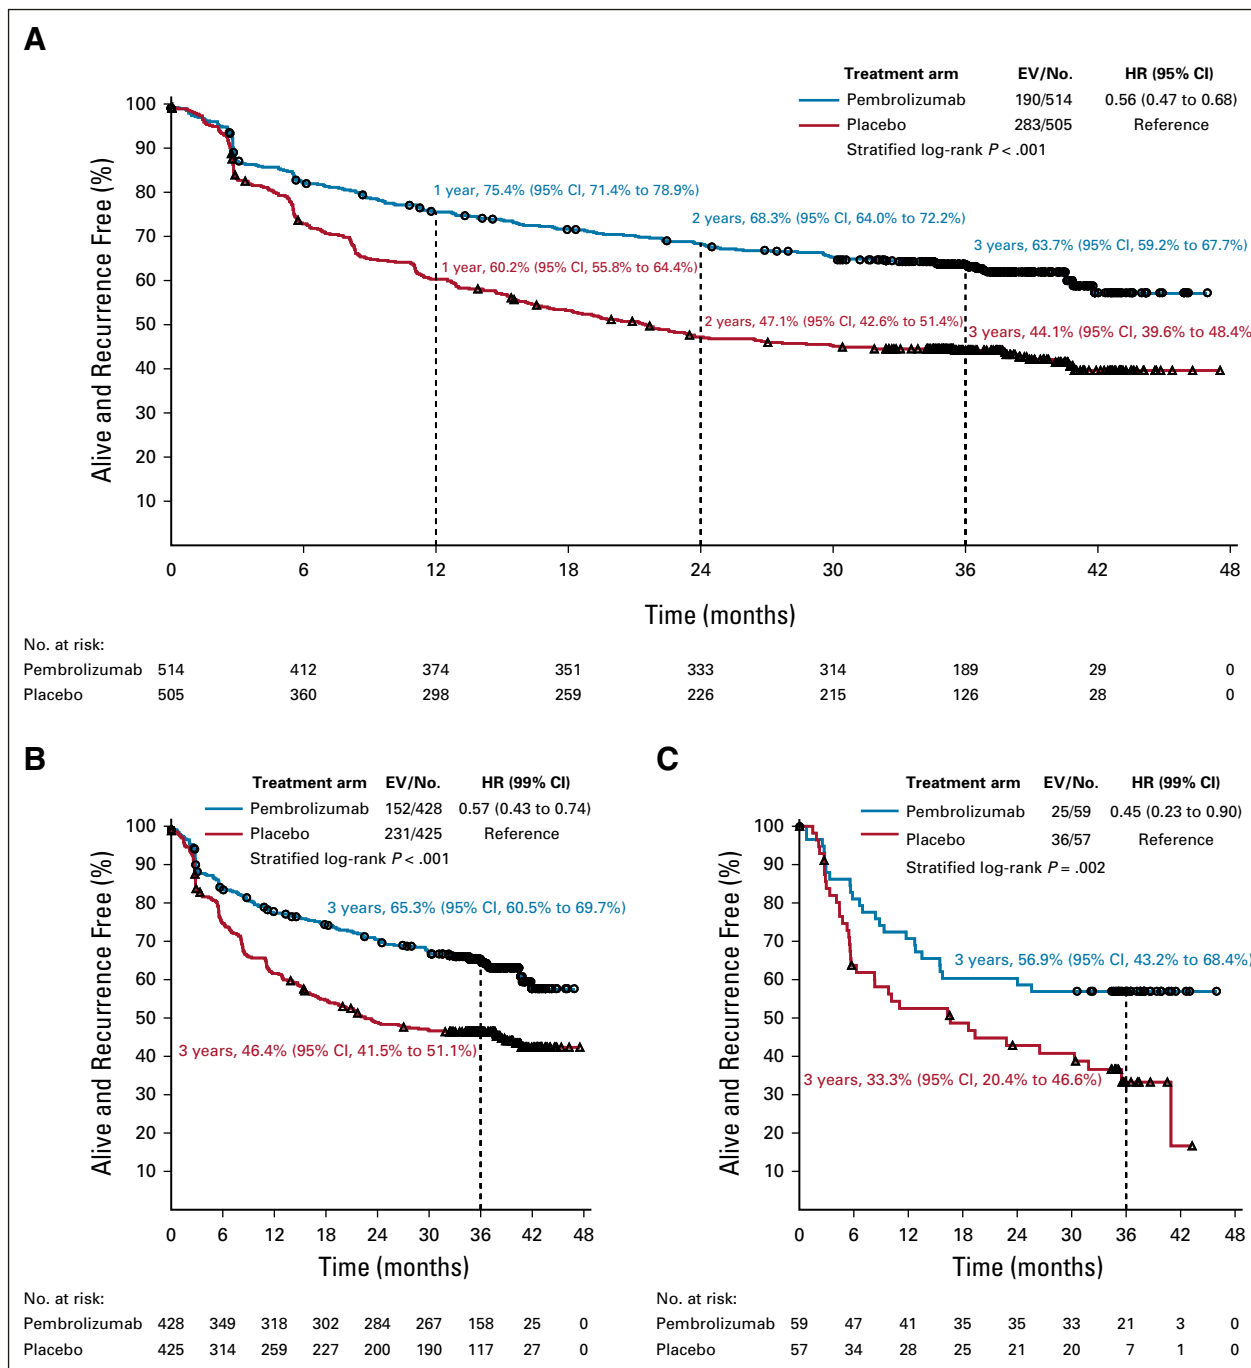 A
Treatment arm EV/No. HR (95% CI)
Pembrolizumab 190/514 0.56 (0.47 to 0.68)
Placebo 283/505 Reference
Stratified log-rank P < .001
Alive and Recurrence Free (%)
100
90
80
70
60
50
40
30
20
10
1 year, 75.4% (95% CI, 71.4% to 78.9%)
2 years, 68.3% (95% CI, 64.0% to 72.2%)
3 years, 63.7% (95% CI, 59.2% to 67.7%)
1 year, 60.2% (95% CI, 55.8% to 64.4%)
2 years, 47.1% (95% CI, 42.6% to 51.4%)
3 years, 44.1% (95% CI, 39.6% to 48.4%
0 6 12 18 24 30 36 42 48
Time (months)
No. at risk:
Pembrolizumab 514 412 374 351 333 314 189 29 0
Placebo 505 360 298 259 226 215 126 28 0
B
Treatment arm EV/No. HR (99% CI)
Pembrolizumab 152/428 0.57 (0.43 to 0.74)
Placebo 231/425 Reference
Stratified log-rank P < .001
Alive and Recurrence Free (%)
100
90
80
70
60
50
40
30
20
10
3 years, 65.3% (95% CI, 60.5% to 69.7%)
3 years, 46.4% (95% CI, 41.5% to 51.1%)
0 6 12 18 24 30 36 42 48
Time (months)
No. at risk:
Pembrolizumab 428 349 318 302 284 267 158 25 0
Placebo 425 314 259 227 200 190 117 27 0
C
Treatment arm EV/No. HR (99% CI)
Pembrolizumab 25/59 0.45 (0.23 to 0.90)
Placebo 36/57 Reference
Stratified log-rank P = .002
Alive and Recurrence Free (%)
100
90
80
70
60
50
40
30
20
10
3 years, 56.9% (95% CI, 43.2% to 68.4%)
3 years, 33.3% (95% CI, 20.4% to 46.6%)
0 6 12 18 24 30 36 42 48
Time (months)
No. at risk:
Pembrolizumab 59 47 41 35 35 33 21 3 0
Placebo 57 34 28 25 21 20 7 1 0